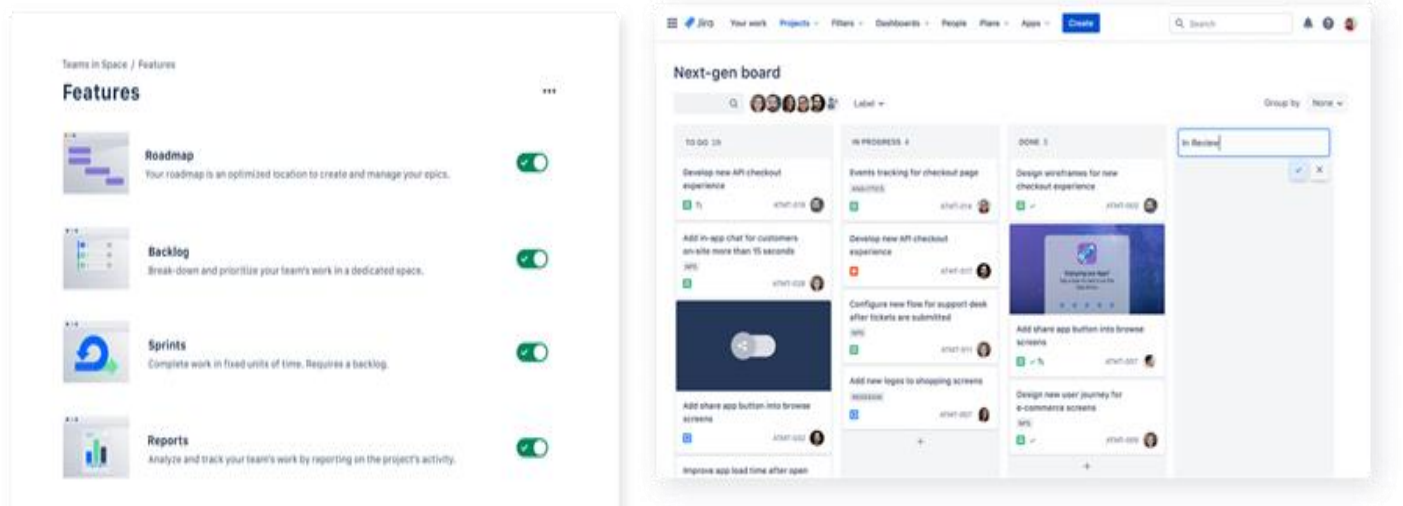 Teams in Space / Features
Features
Roadmap
Your roadmap is an optimized location to create and manage your epics.
Backlog
Break-down and prioritize your team's work in a dedicated space.
Sprints
Complete work in fixed units of time. Requires a backlog.
Reports
Analyze and track your team's work by reporting on the project's activity.
Jira Your work Projects Filters Dashboards People Plans Apps Create Search
Next-gen board
Label Group by None
TO DO
Develop new API checkout
experience
Add in-app chat for customers
on-site more than 15 seconds
NPS
Add share app button into browse
screens
Improve app load time after open
IN PROGRESS 4
Events tracking for checkout page
ANALYTICS
Develop new API checkout
experience
Configure new flow for support desk
after tickets are submitted
NPS
Add new logos to shopping screens
DONE
Design wireframes for new
checkout experience
Add share app button into browse
screens
Design new user journey for
e-commerce screens
NPS
In Review